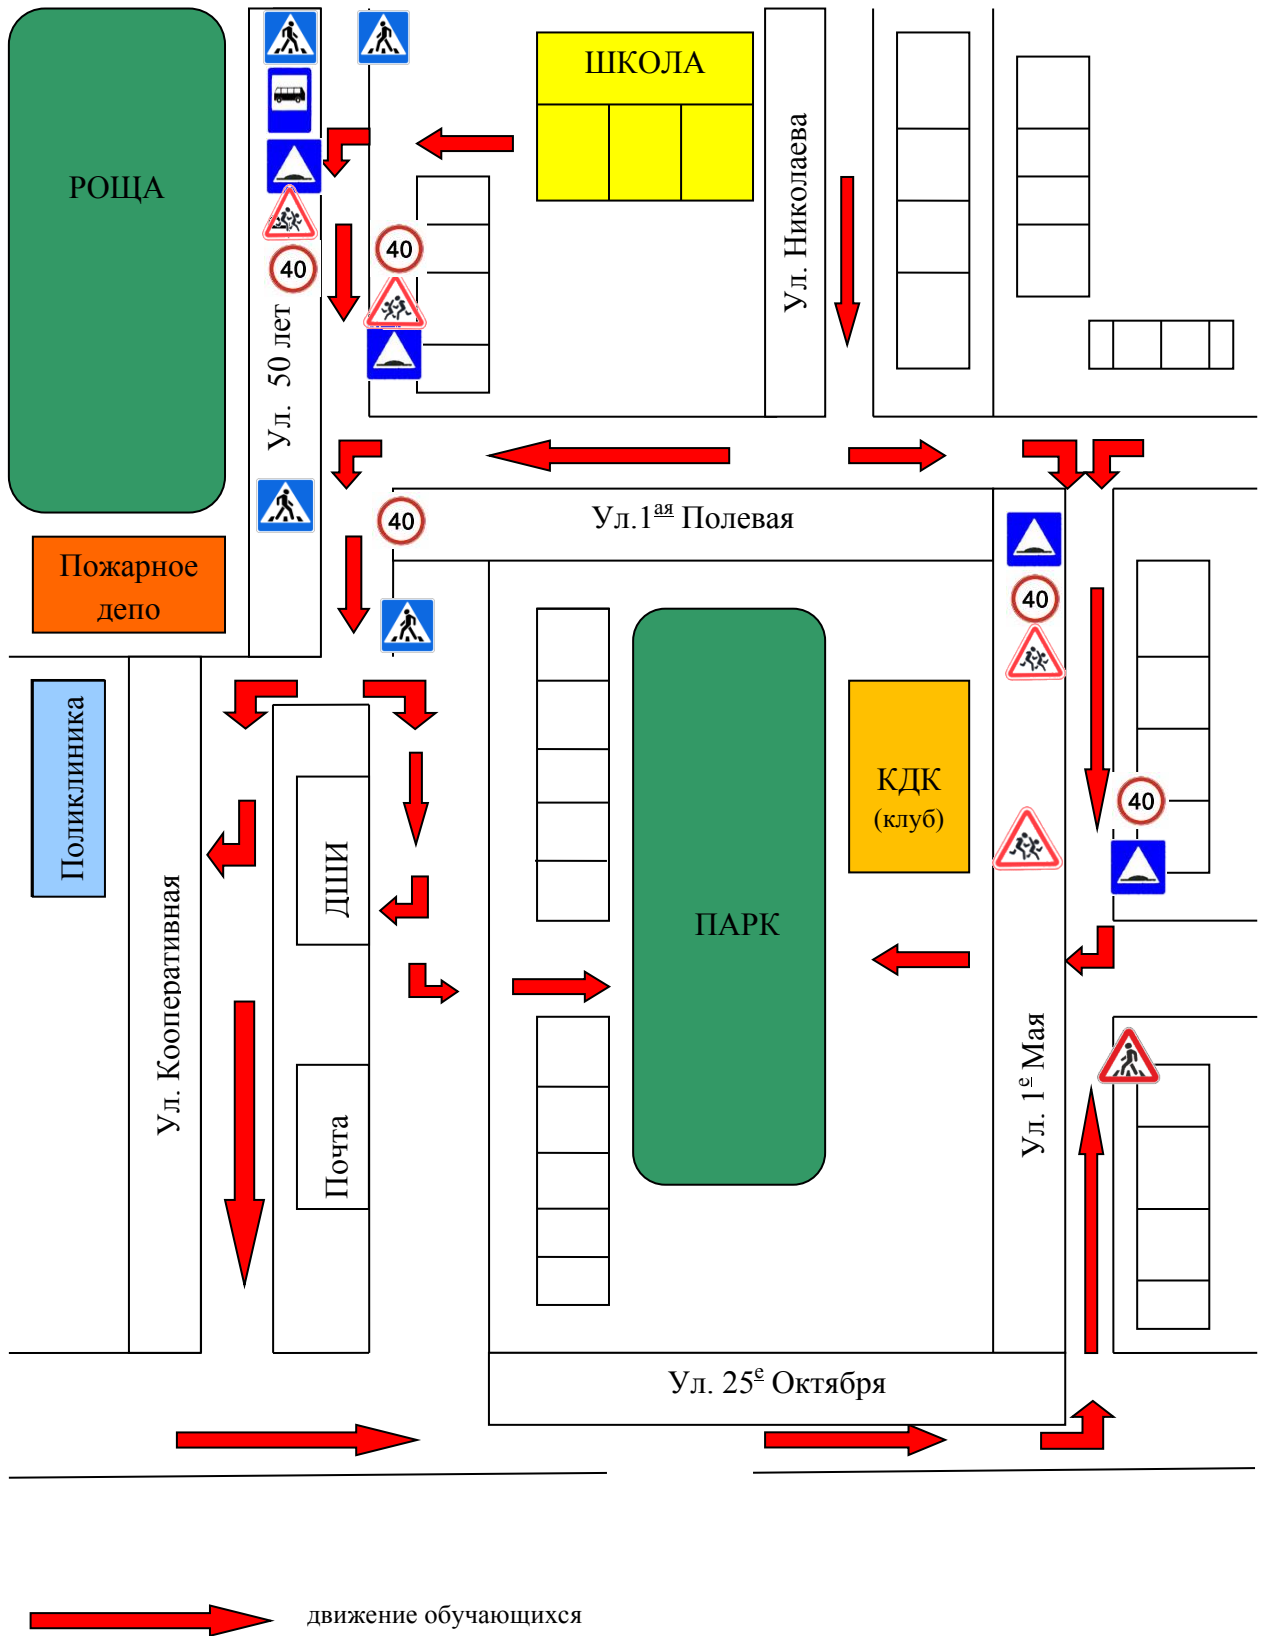 ШКОЛА
РОЩА
Ул. Николаева
40
40
Ул. 50 лет
Ул.1ая Полевая
40
Пожарное
депо
40
Поликлиника
КДК
(клуб)
40
ДШИ
ПАРК
Ул. Кооперативная
Ул. 1е Мая
Почта
Ул. 25е Октября
движение обучающихся